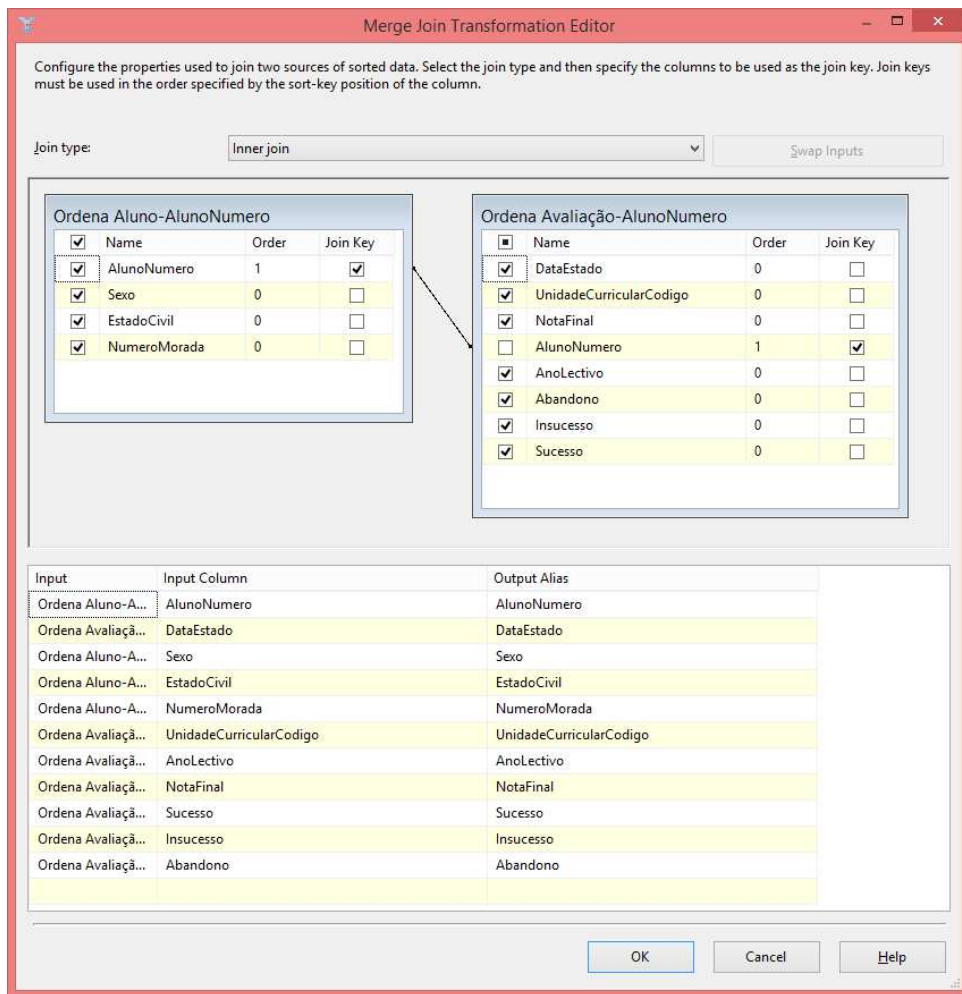 Merge Join Transformation Editor
Configure the properties used to join two sources of sorted data. Select the join type and then specify the columns to be used as the join key. Join keys
must be used in the order specified by the sort-key position of the column.
Join type: Inner join Swap Inputs
Ordena Aluno-AlunoNumero
Name Order Join Key
AlunoNumero 1
Sexo 0
EstadoCivil 0
NumeroMorada 0
Ordena Avaliação-AlunoNumero
Name Order Join Key
DataEstado 0
UnidadeCurricularCodigo 0
NotaFinal 0
AlunoNumero 1
AnoLectivo 0
Abandono 0
Insucesso 0
Sucesso 0
Input Input Column Output Alias
Ordena Aluno-A... AlunoNumero AlunoNumero
Ordena Avaliaçã... DataEstado DataEstado
Ordena Aluno-A... Sexo Sexo
Ordena Aluno-A... EstadoCivil EstadoCivil
Ordena Aluno-A... NumeroMorada NumeroMorada
Ordena Avaliaçã... UnidadeCurricularCodigo UnidadeCurricularCodigo
Ordena Avaliaçã... AnoLectivo AnoLectivo
Ordena Avaliaçã... NotaFinal NotaFinal
Ordena Avaliaçã... Sucesso Sucesso
Ordena Avaliaçã... Insucesso Insucesso
Ordena Avaliaçã... Abandono Abandono
OK Cancel Help